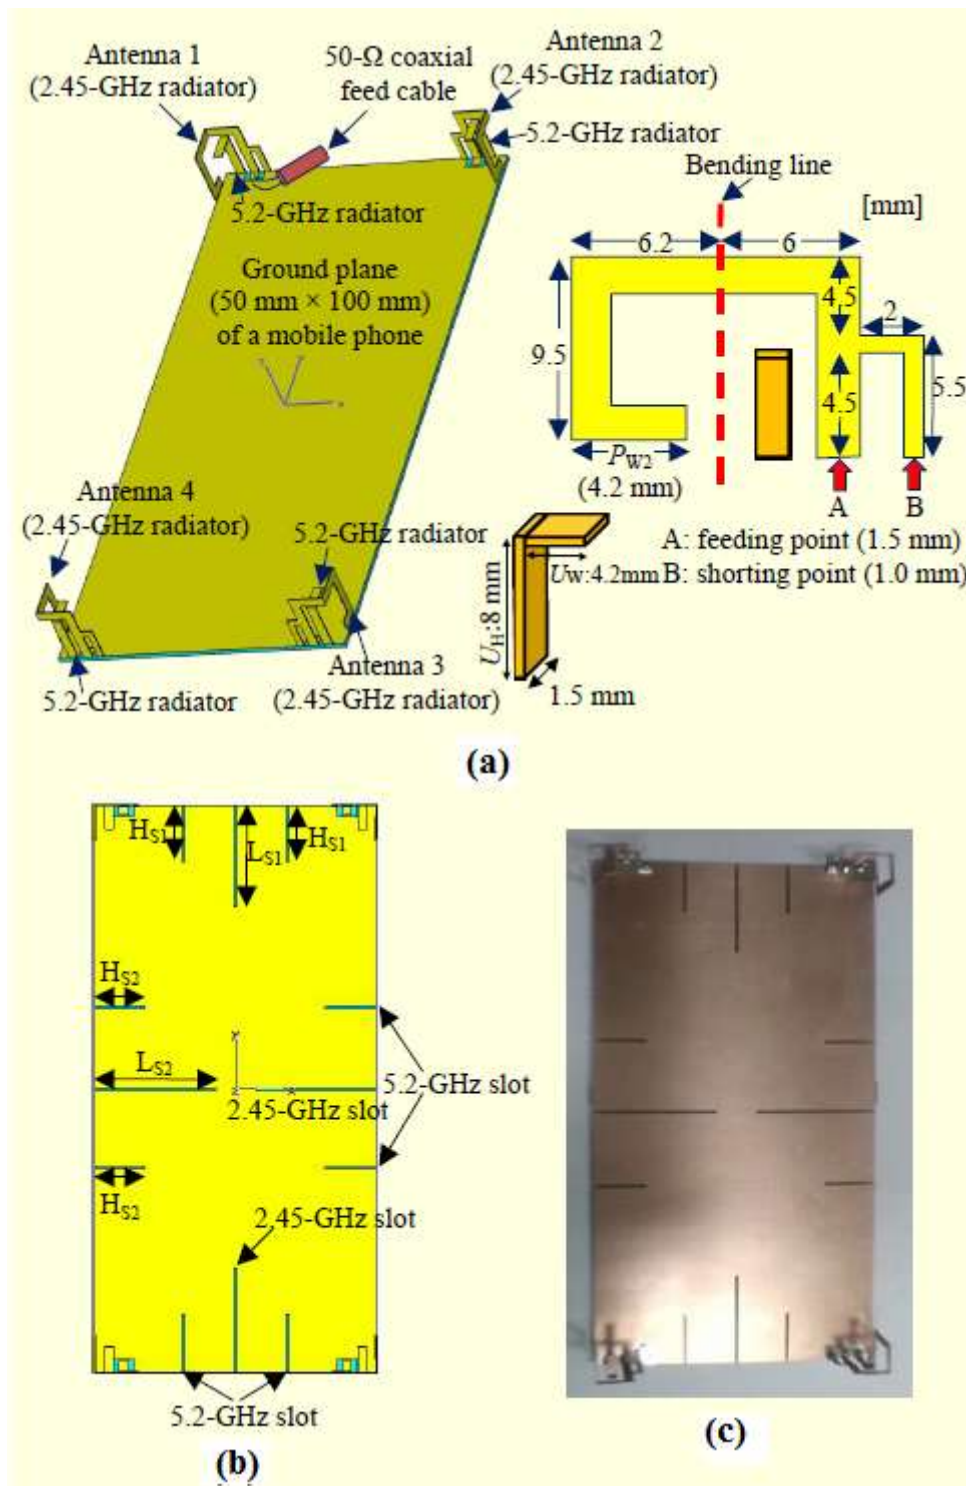 Antenna 1
(2.45-GHz radiator)
50-Ω coaxial
feed cable
Antenna 2
(2.45-GHz radiator)
5.2-GHz radiator
5.2-GHz radiator
Ground plane
(50 mm × 100 mm)
of a mobile phone
Bending line
[mm]
6.2
6
4.5
2
9.5
4.5
5.5
PW2
(4.2 mm)
A
B
A: feeding point (1.5 mm)
B: shorting point (1.0 mm)
Antenna 4
(2.45-GHz radiator)
5.2-GHz radiator
UW:4.2mm
UH:8 mm
1.5 mm
5.2-GHz radiator
Antenna 3
(2.45-GHz radiator)
(a)
HS1
LS1
HS1
HS2
LS2
2.45-GHz slot
5.2-GHz slot
HS2
2.45-GHz slot
5.2-GHz slot
(b)
(c)